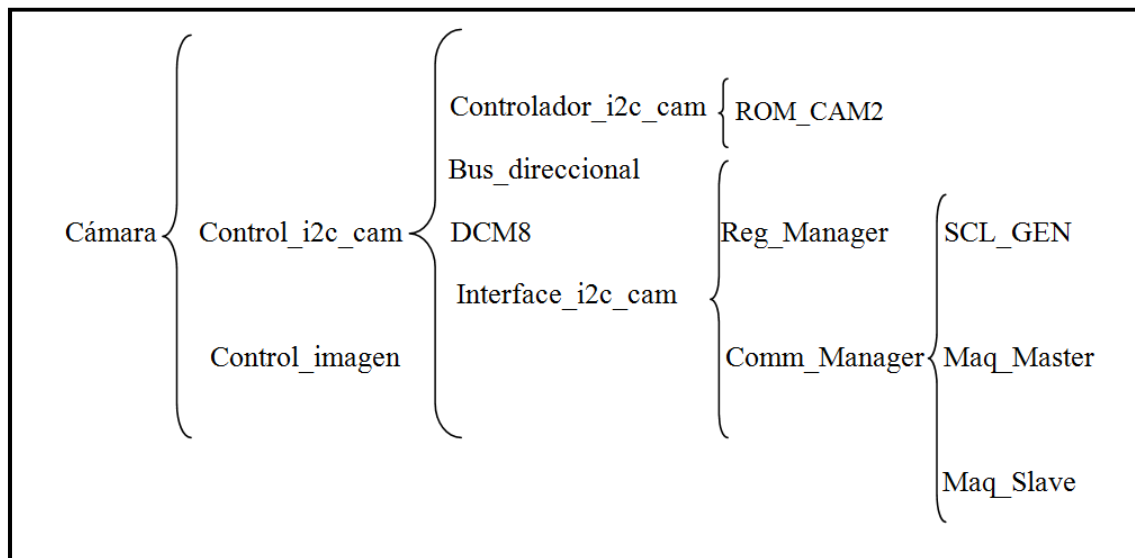 Controlador_i2c_cam ROM_CAM2
Bus_direccional
Cámara Control_i2c_cam DCM8 Reg_Manager SCL_GEN
Interface_i2c_cam
Control_imagen Comm_Manager Maq_Master
Maq_Slave